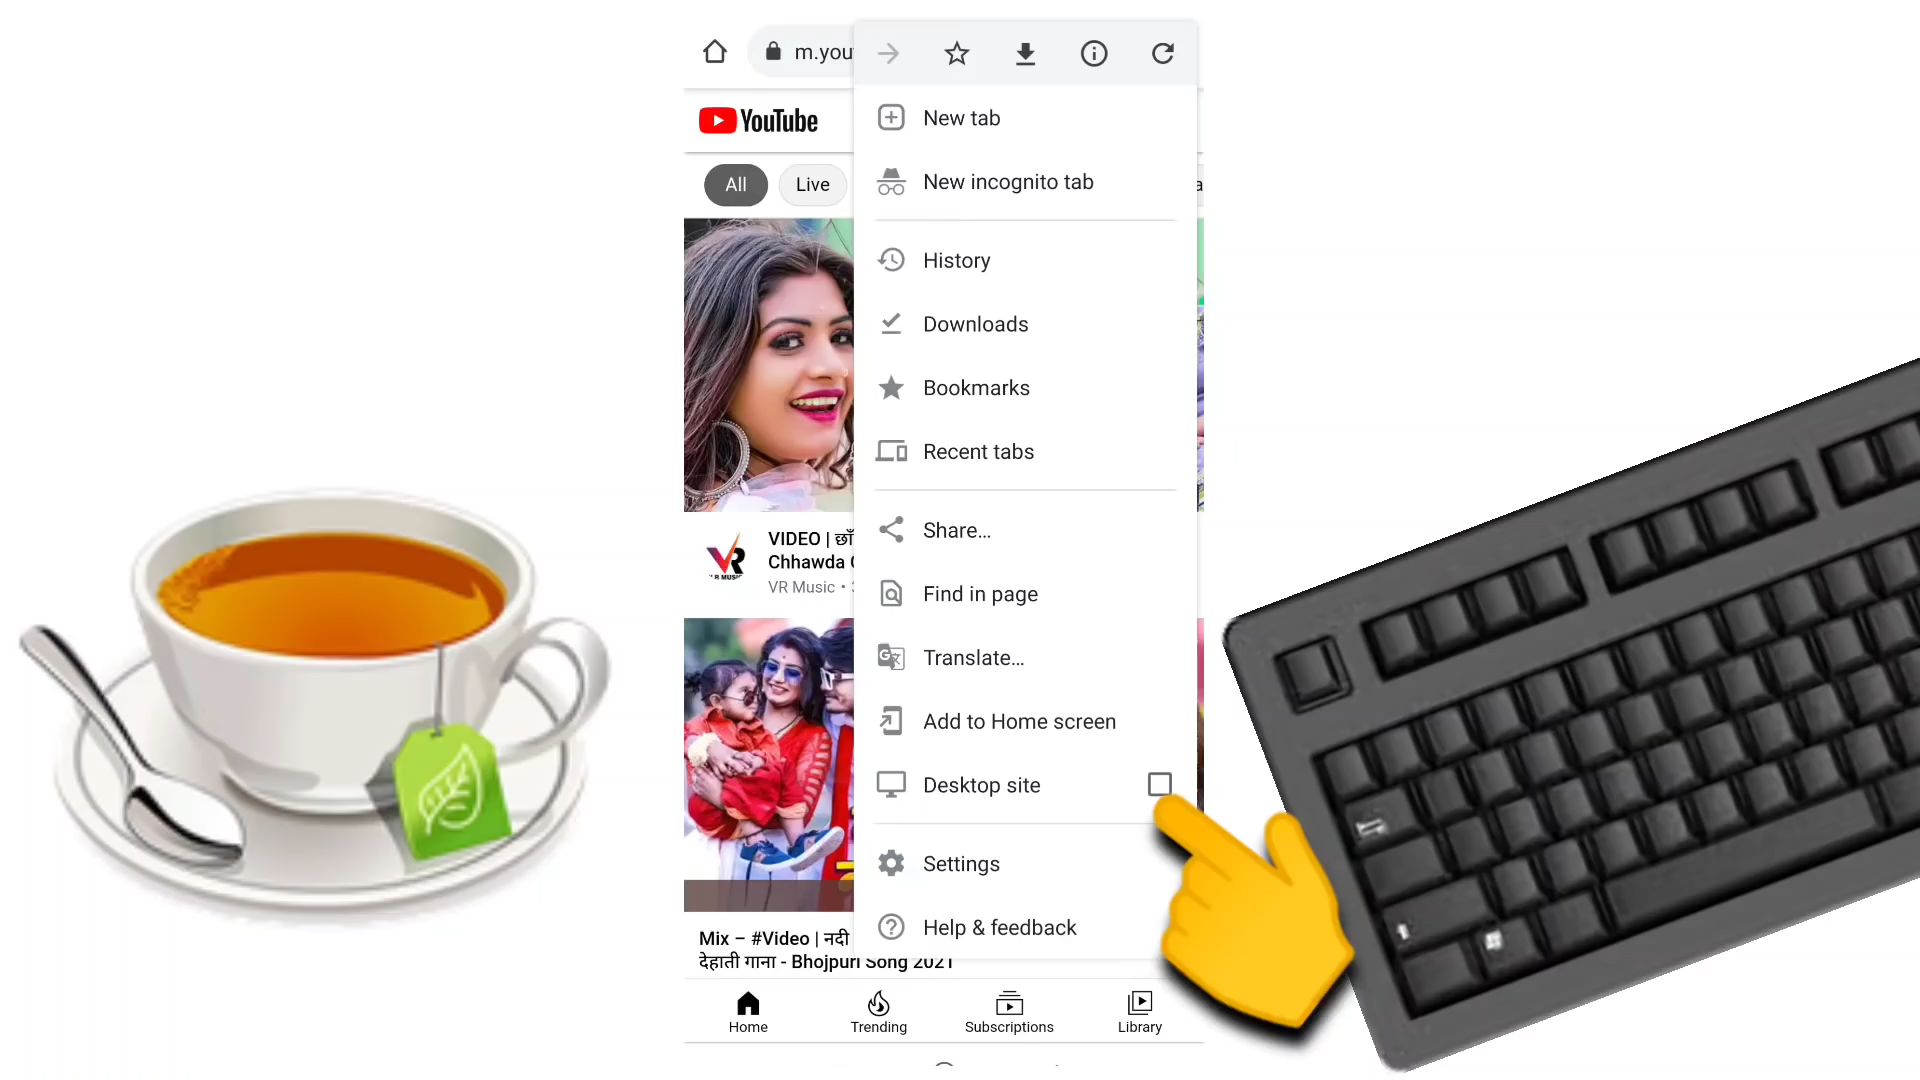 m.you
YouTube
All
Live
New tab
New incognito tab
History
Downloads
Bookmarks
Recent tabs
VIDEO | छाँ
Chhawda
VR Music •
VR MUSIC
Share...
Find in page
Translate...
Add to Home screen
Desktop site
Settings
Help & feedback
Mix – #Video | नदी
देहाती गाना - Bhojpuri Song 2021
Home
Trending
Subscriptions
Library